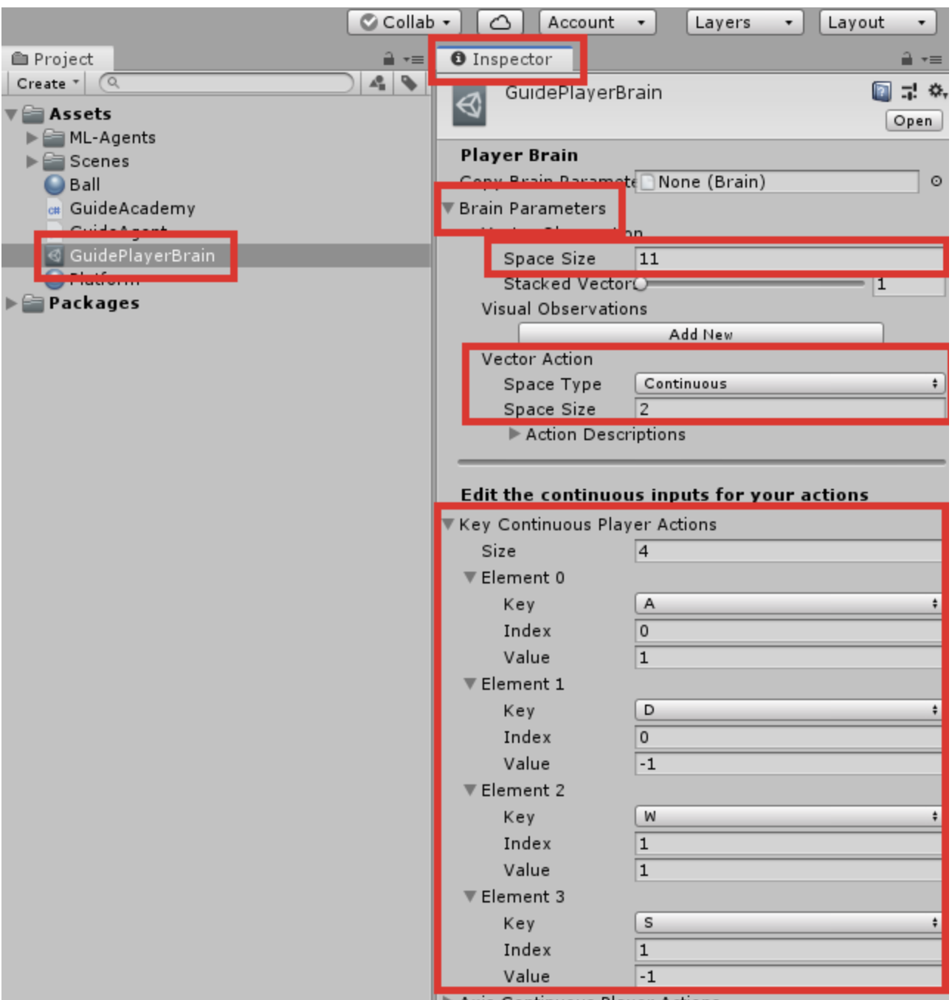 Collab
Account
Layers
Layout
Project
Create
Assets
ML-Agents
Scenes
Ball
C# GuideAcademy
GuideAgent
GuidePlayerBrain
Platform
Packages
Inspector
GuidePlayerBrain
Open
Player Brain
Copy Brain Paramete None (Brain)
Brain Parameters
Space Size 11
Stacked Vector 1
Visual Observations
Add New
Vector Action
Space Type Continuous
Space Size 2
Action Descriptions
Edit the continuous inputs for your actions
Key Continuous Player Actions
Size 4
Element 0
Key A
Index 0
Value 1
Element 1
Key D
Index 0
Value -1
Element 2
Key W
Index 1
Value 1
Element 3
Key S
Index 1
Value -1
Axis Continuous Player Actions